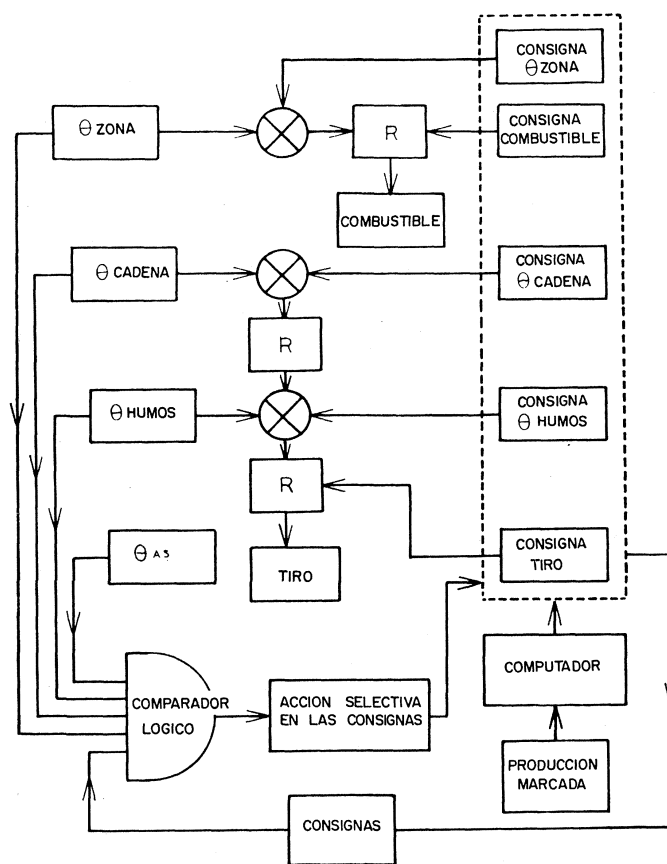 CONSIGNA
θ ZONA
θ ZONA
R
CONSIGNA
COMBUSTIBLE
COMBUSTIBLE
θ CADENA
CONSIGNA
θ CADENA
R
θ HUMOS
CONSIGNA
θ HUMOS
R
θ A.S
TIRO
CONSIGNA
TIRO
COMPARADOR
LOGICO
ACCION SELECTIVA
EN LAS CONSIGNAS
COMPUTADOR
PRODUCCION
MARCADA
CONSIGNAS